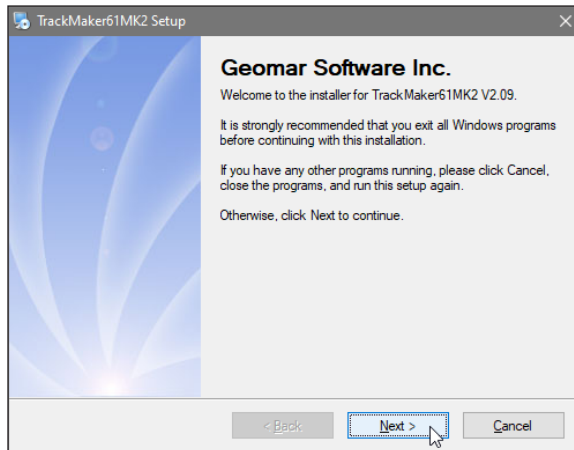 TrackMaker61MK2 Setup
Geomar Software Inc.
Welcome to the installer for TrackMaker61MK2 V2.09.
It is strongly recommended that you exit all Windows programs
before continuing with this installation.
If you have any other programs running, please click Cancel,
close the programs, and run this setup again.
Otherwise, click Next to continue.
< Back Next > Cancel